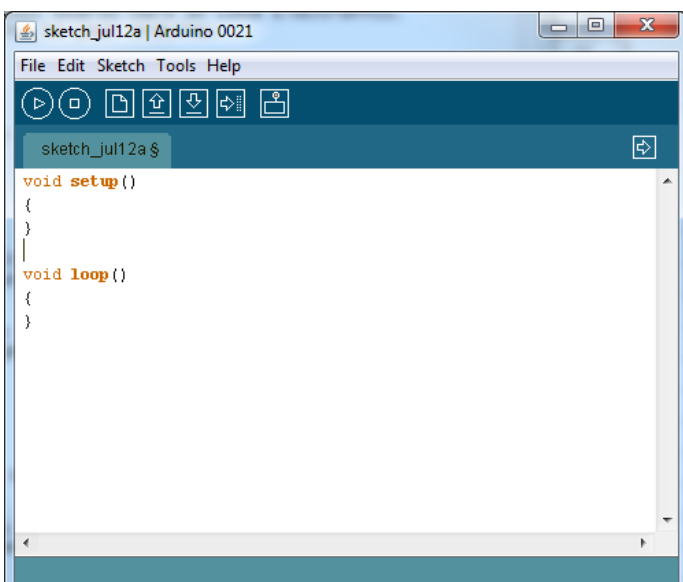 sketch_jul12a | Arduino 0021
File Edit Sketch Tools Help
sketch_jul12a §
void setup()
{
}
void loop()
{
}